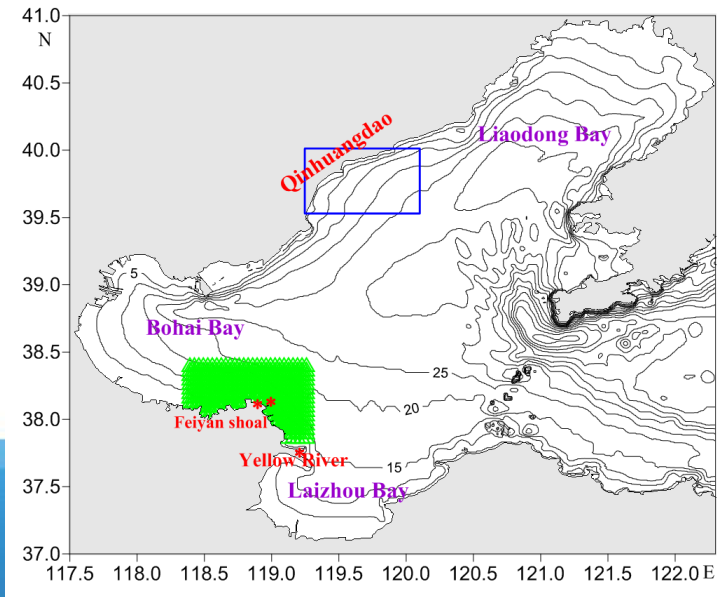 41.0
N
40.5
40.0
39.5
39.0
38.5
38.0
37.5
37.0
Qinhuangdao
Liaodong Bay
5
Bohai Bay
25
20
Feiyan shoal
**
*
Yellow River
15
Laizhou Bay
117.5 118.0 118.5 119.0 119.5 120.0 120.5 121.0 121.5 122.0 E